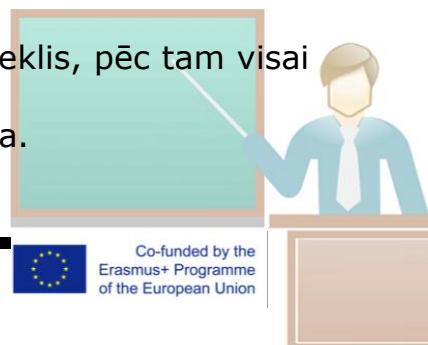 eklis, pēc tam visai
a.
Co-funded by the
Erasmus+ Programme
of the European Union